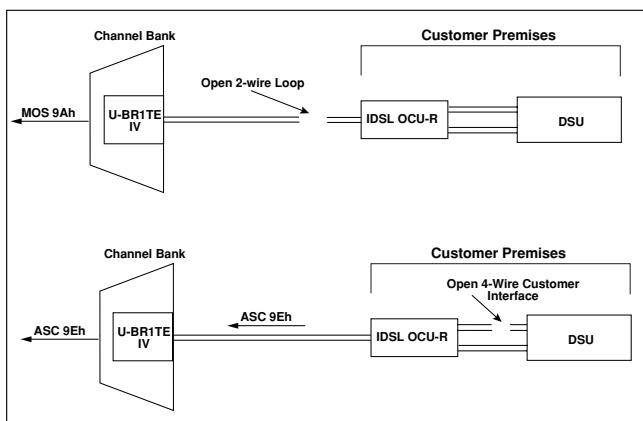 Channel Bank
Customer Premises
Open 2-wire Loop
U-BR1TE
IV
MOS 9Ah
IDSL OCU-R
DSU
Channel Bank
Customer Premises
Open 4-Wire Customer
Interface
ASC 9Eh
U-BR1TE
IV
ASC 9Eh
IDSL OCU-R
DSU